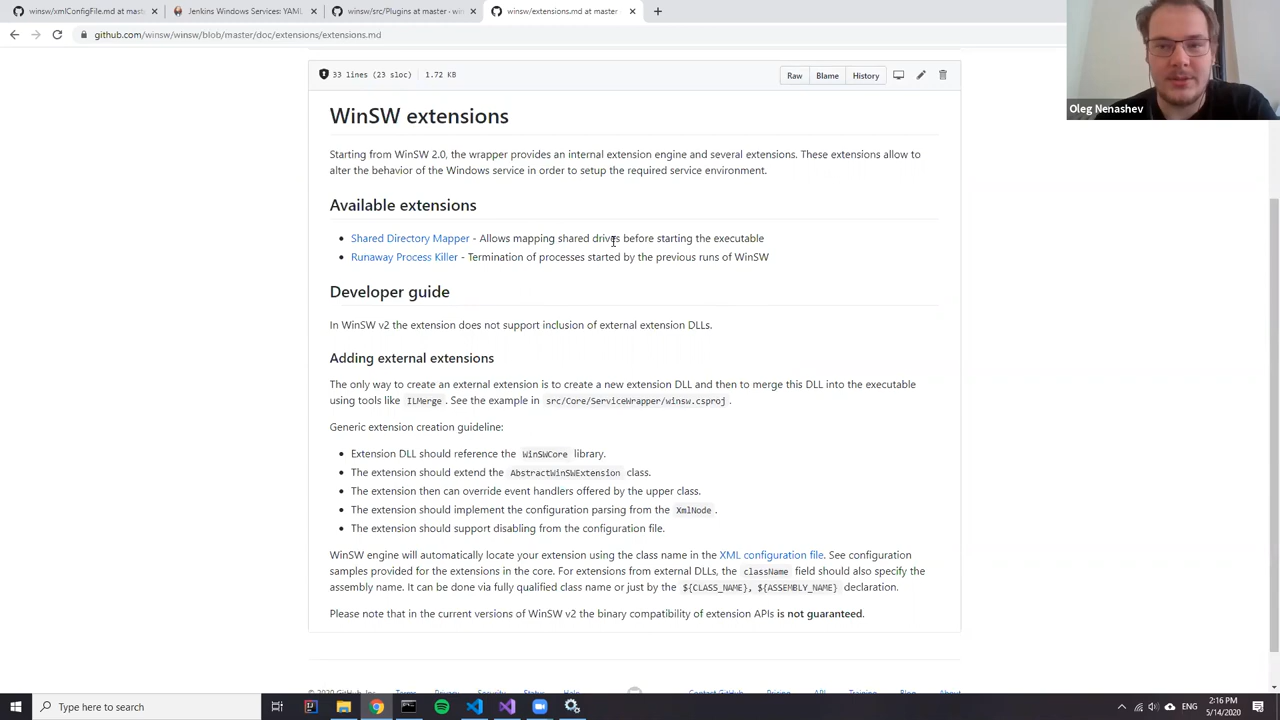 winsw/xmlConfigFile.md at mast
Jenkins Windows Services: YAML
winsw/src/Plugins at master · win
winsw/extensions.md at master ·
github.com/winsw/winsw/blob/master/doc/extensions/extensions.md
Oleg Nenashev
33 lines (23 sloc) 1.72 KB
Raw Blame History
WinSW extensions
Starting from WinSW 2.0, the wrapper provides an internal extension engine and several extensions. These extensions allow to
alter the behavior of the Windows service in order to setup the required service environment.
Available extensions
Shared Directory Mapper - Allows mapping shared drives before starting the executable
Runaway Process Killer - Termination of processes started by the previous runs of WinSW
Developer guide
In WinSW v2 the extension does not support inclusion of external extension DLLs.
Adding external extensions
The only way to create an external extension is to create a new extension DLL and then to merge this DLL into the executable
using tools like ILMerge. See the example in src/Core/ServiceWrapper/winsw.csproj.
Generic extension creation guideline:
Extension DLL should reference the WinSWCore library.
The extension should extend the AbstractWinSWExtension class.
The extension then can override event handlers offered by the upper class.
The extension should implement the configuration parsing from the XmlNode.
The extension should support disabling from the configuration file.
WinSW engine will automatically locate your extension using the class name in the XML configuration file. See configuration
samples provided for the extensions in the core. For extensions from external DLLs, the className field should also specify the
assembly name. It can be done via fully qualified class name or just by the ${CLASS_NAME}, ${ASSEMBLY_NAME} declaration.
Please note that in the current versions of WinSW v2 the binary compatibility of extension APIs is not guaranteed.
© 2020 GitHub, Inc. Terms Privacy Security Status Help Contact GitHub Pricing API Training Blog About
Type here to search
ENG
2:16 PM
5/14/2020